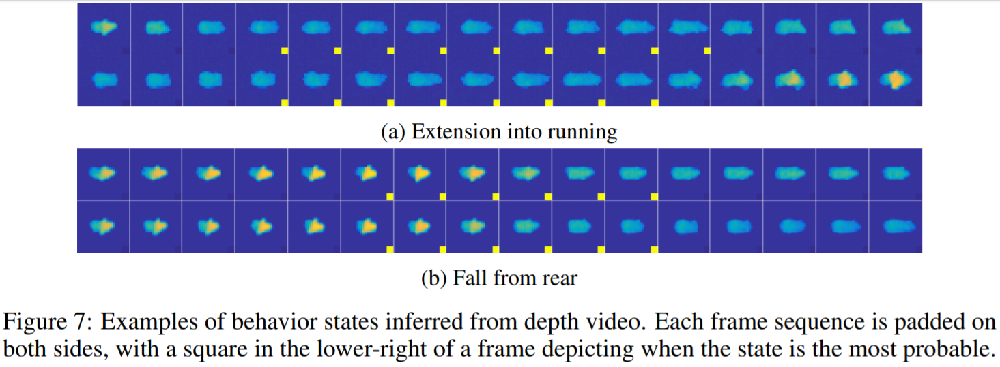 (a) Extension into running
(b) Fall from rear
Figure 7: Examples of behavior states inferred from depth video. Each frame sequence is padded on
both sides, with a square in the lower-right of a frame depicting when the state is the most probable.